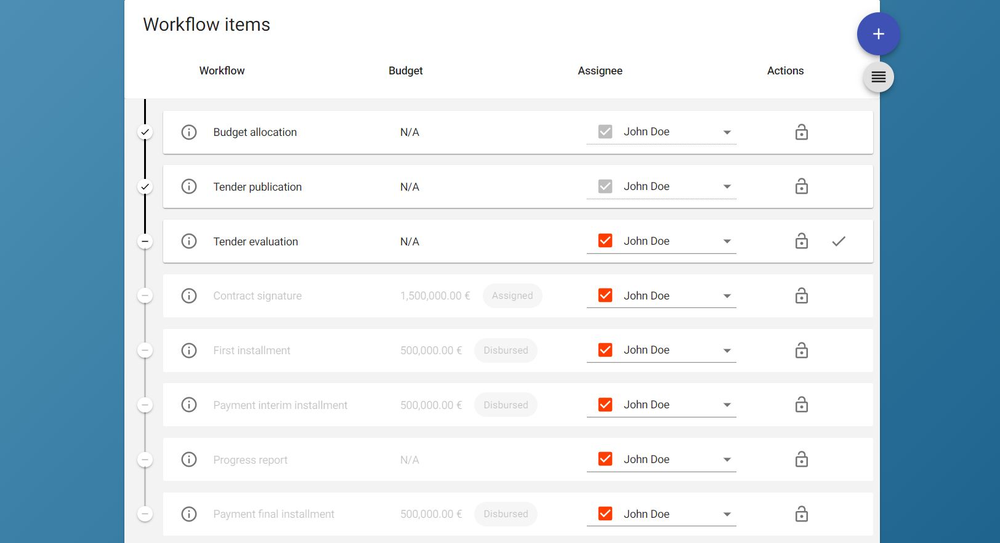 Workflow items
Workflow Budget Assignee Actions
Budget allocation N/A John Doe
Tender publication N/A John Doe
Tender evaluation N/A John Doe
Contract signature 1,500,000.00 € Assigned John Doe
First installment 500,000.00 € Disbursed John Doe
Payment interim installment 500,000.00 € Disbursed John Doe
Progress report N/A John Doe
Payment final installment 500,000.00 € Disbursed John Doe